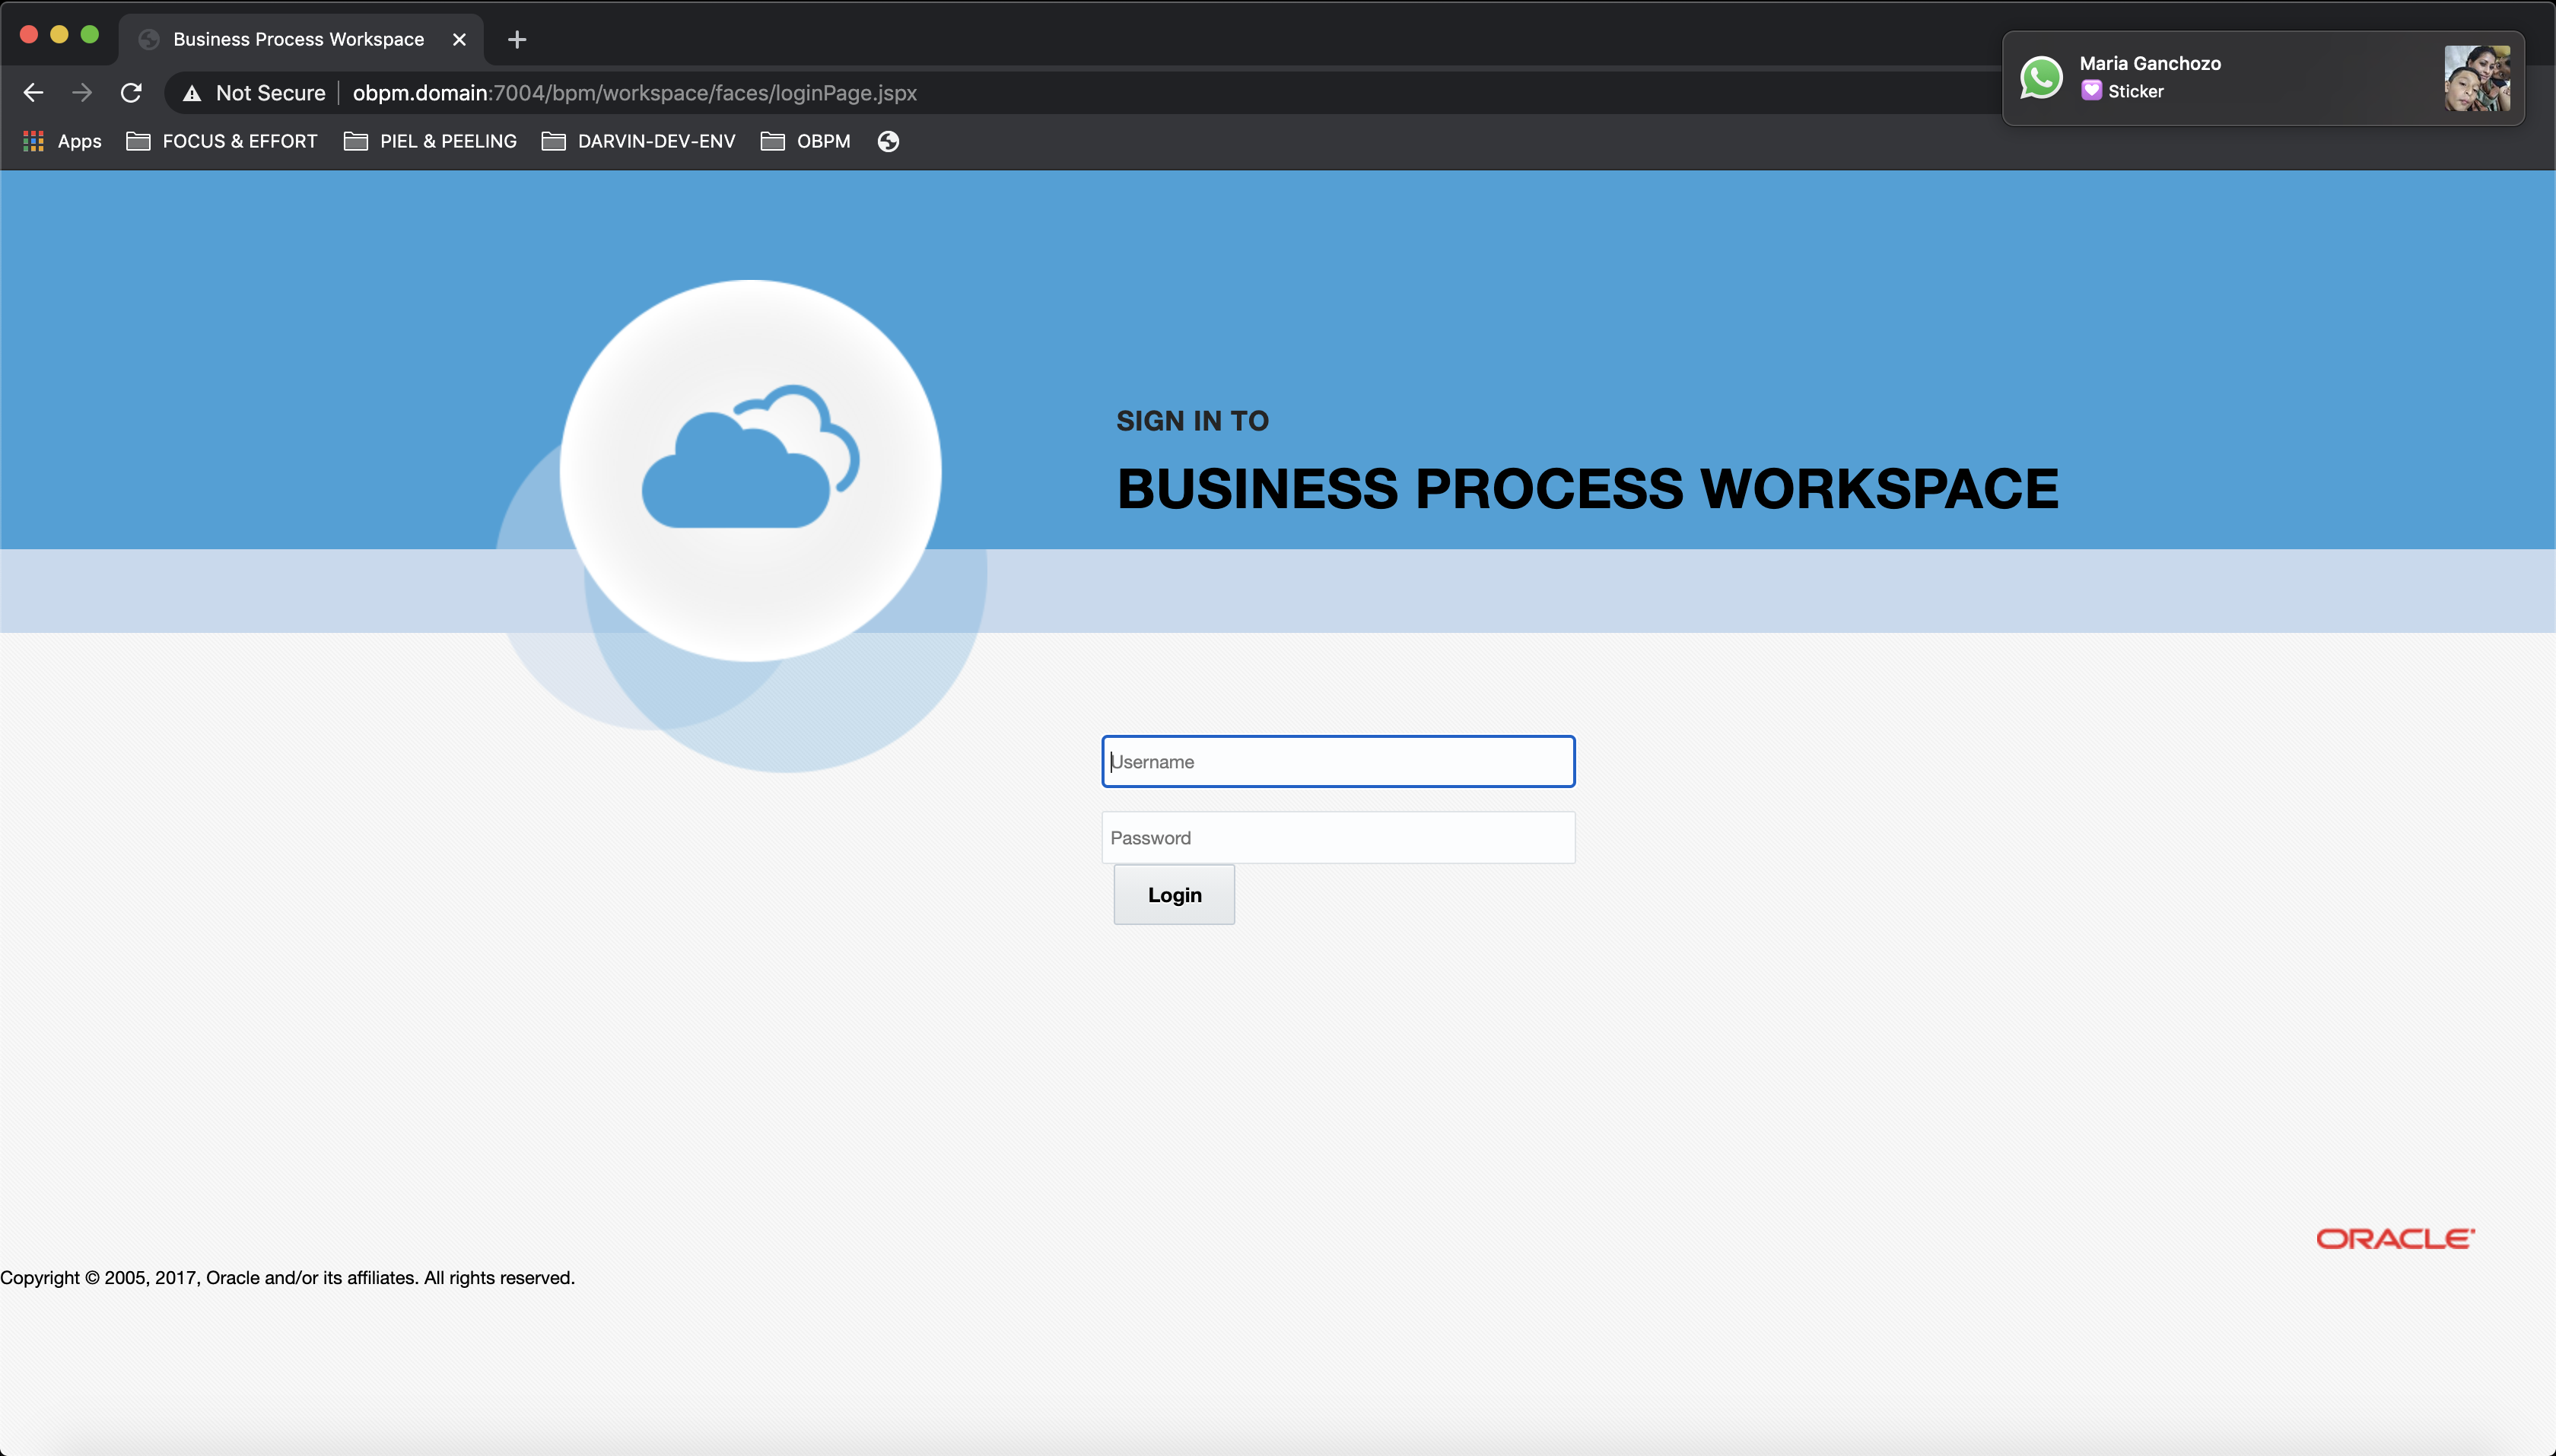 Business Process Workspace
Maria Ganchozo
Sticker
Not Secure obpm.domain:7004/bpm/workspace/faces/loginPage.jspx
Apps FOCUS & EFFORT PIEL & PEELING DARVIN-DEV-ENV OBPM
SIGN IN TO
BUSINESS PROCESS WORKSPACE
Username
Password
Login
ORACLE
Copyright © 2005, 2017, Oracle and/or its affiliates. All rights reserved.